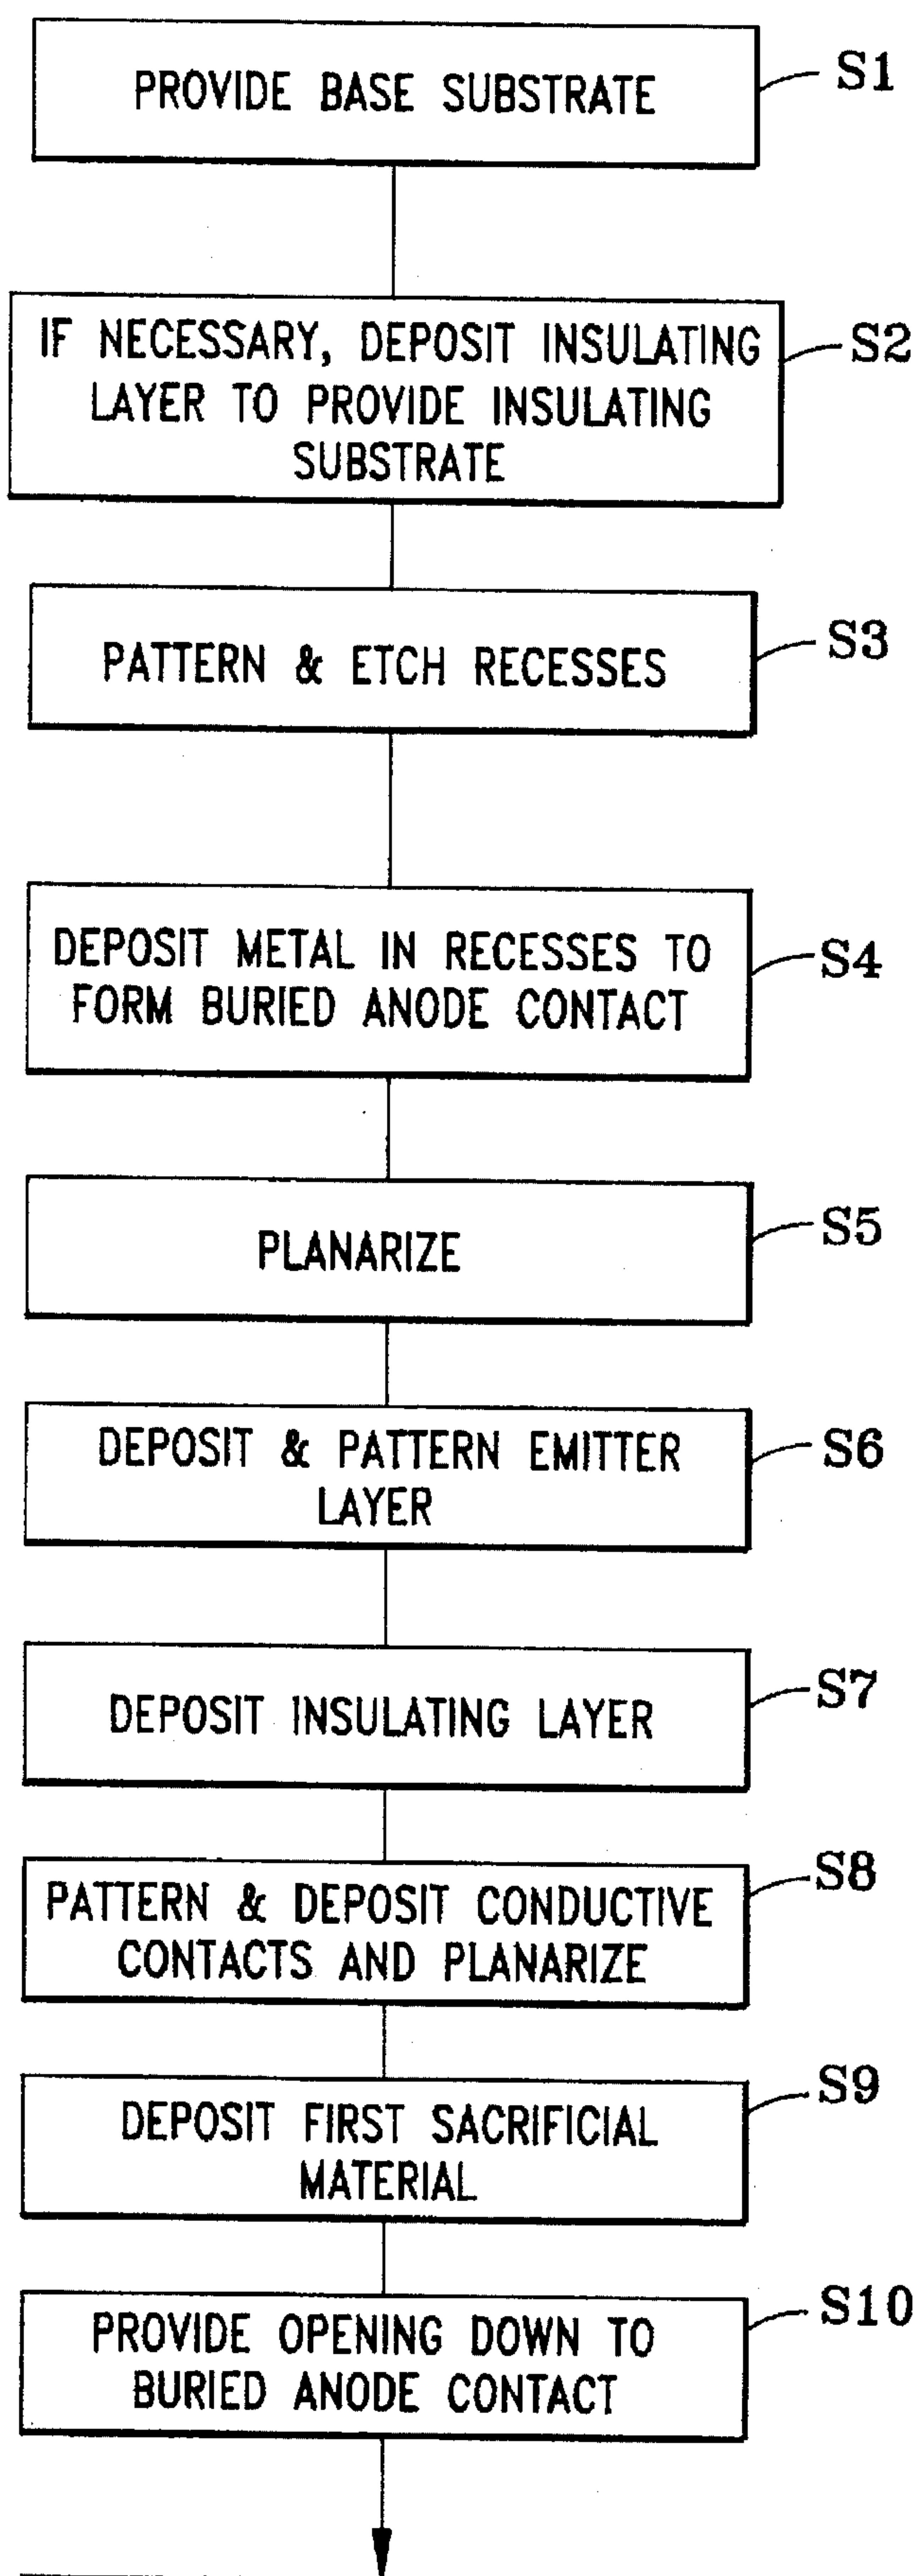 PROVIDE BASE SUBSTRATE
S1
IF NECESSARY, DEPOSIT INSULATING
LAYER TO PROVIDE INSULATING
SUBSTRATE
S2
PATTERN & ETCH RECESSES
S3
DEPOSIT METAL IN RECESSES TO
FORM BURIED ANODE CONTACT
S4
PLANARIZE
S5
DEPOSIT & PATTERN EMITTER
LAYER
S6
DEPOSIT INSULATING LAYER
S7
PATTERN & DEPOSIT CONDUCTIVE
CONTACTS AND PLANARIZE
S8
DEPOSIT FIRST SACRIFICIAL
MATERIAL
S9
PROVIDE OPENING DOWN TO
BURIED ANODE CONTACT
S10